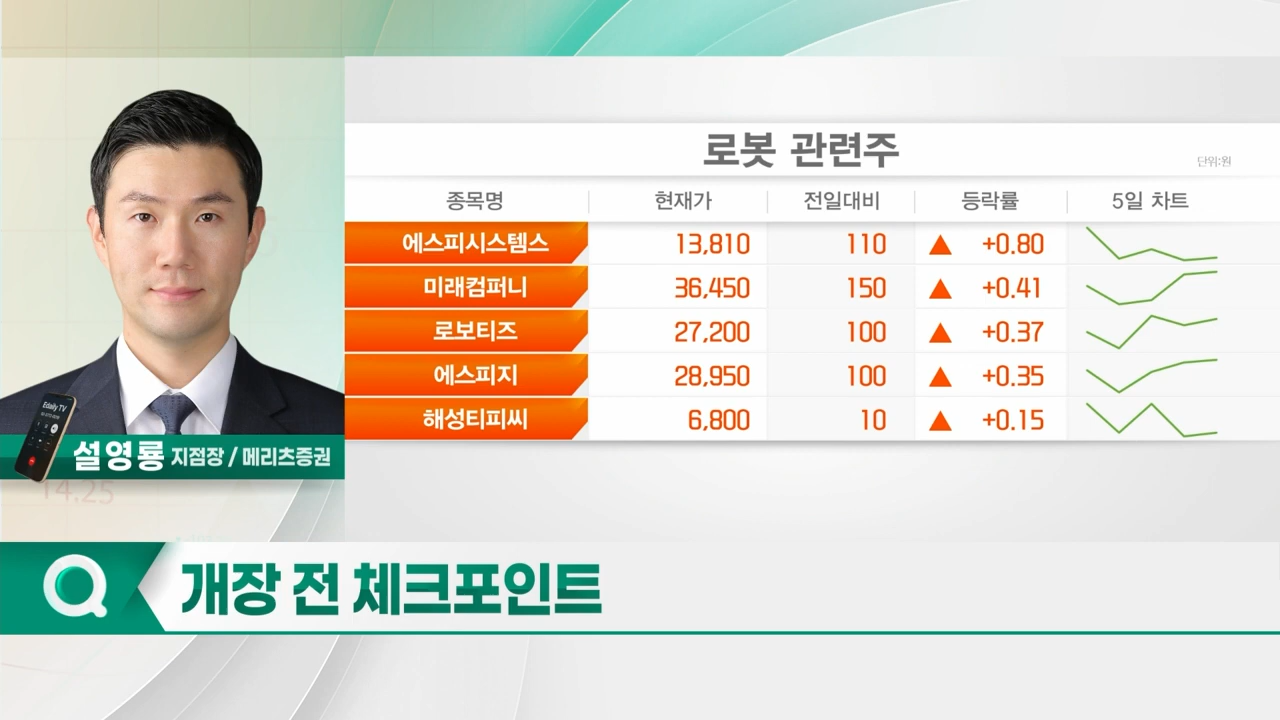 로봇 관련주
단위:원
종목명 현재가 전일대비 등락률 5일 차트
에스피시스템스 13,810 110 ▲ +0.80
미래컴퍼니 36,450 150 ▲ +0.41
로보티즈 27,200 100 ▲ +0.37
에스피지 28,950 100 ▲ +0.35
해성티피씨 6,800 10 ▲ +0.15
Edaily TV
설영룡 지점장 / 메리츠증권
14.25
개장 전 체크포인트